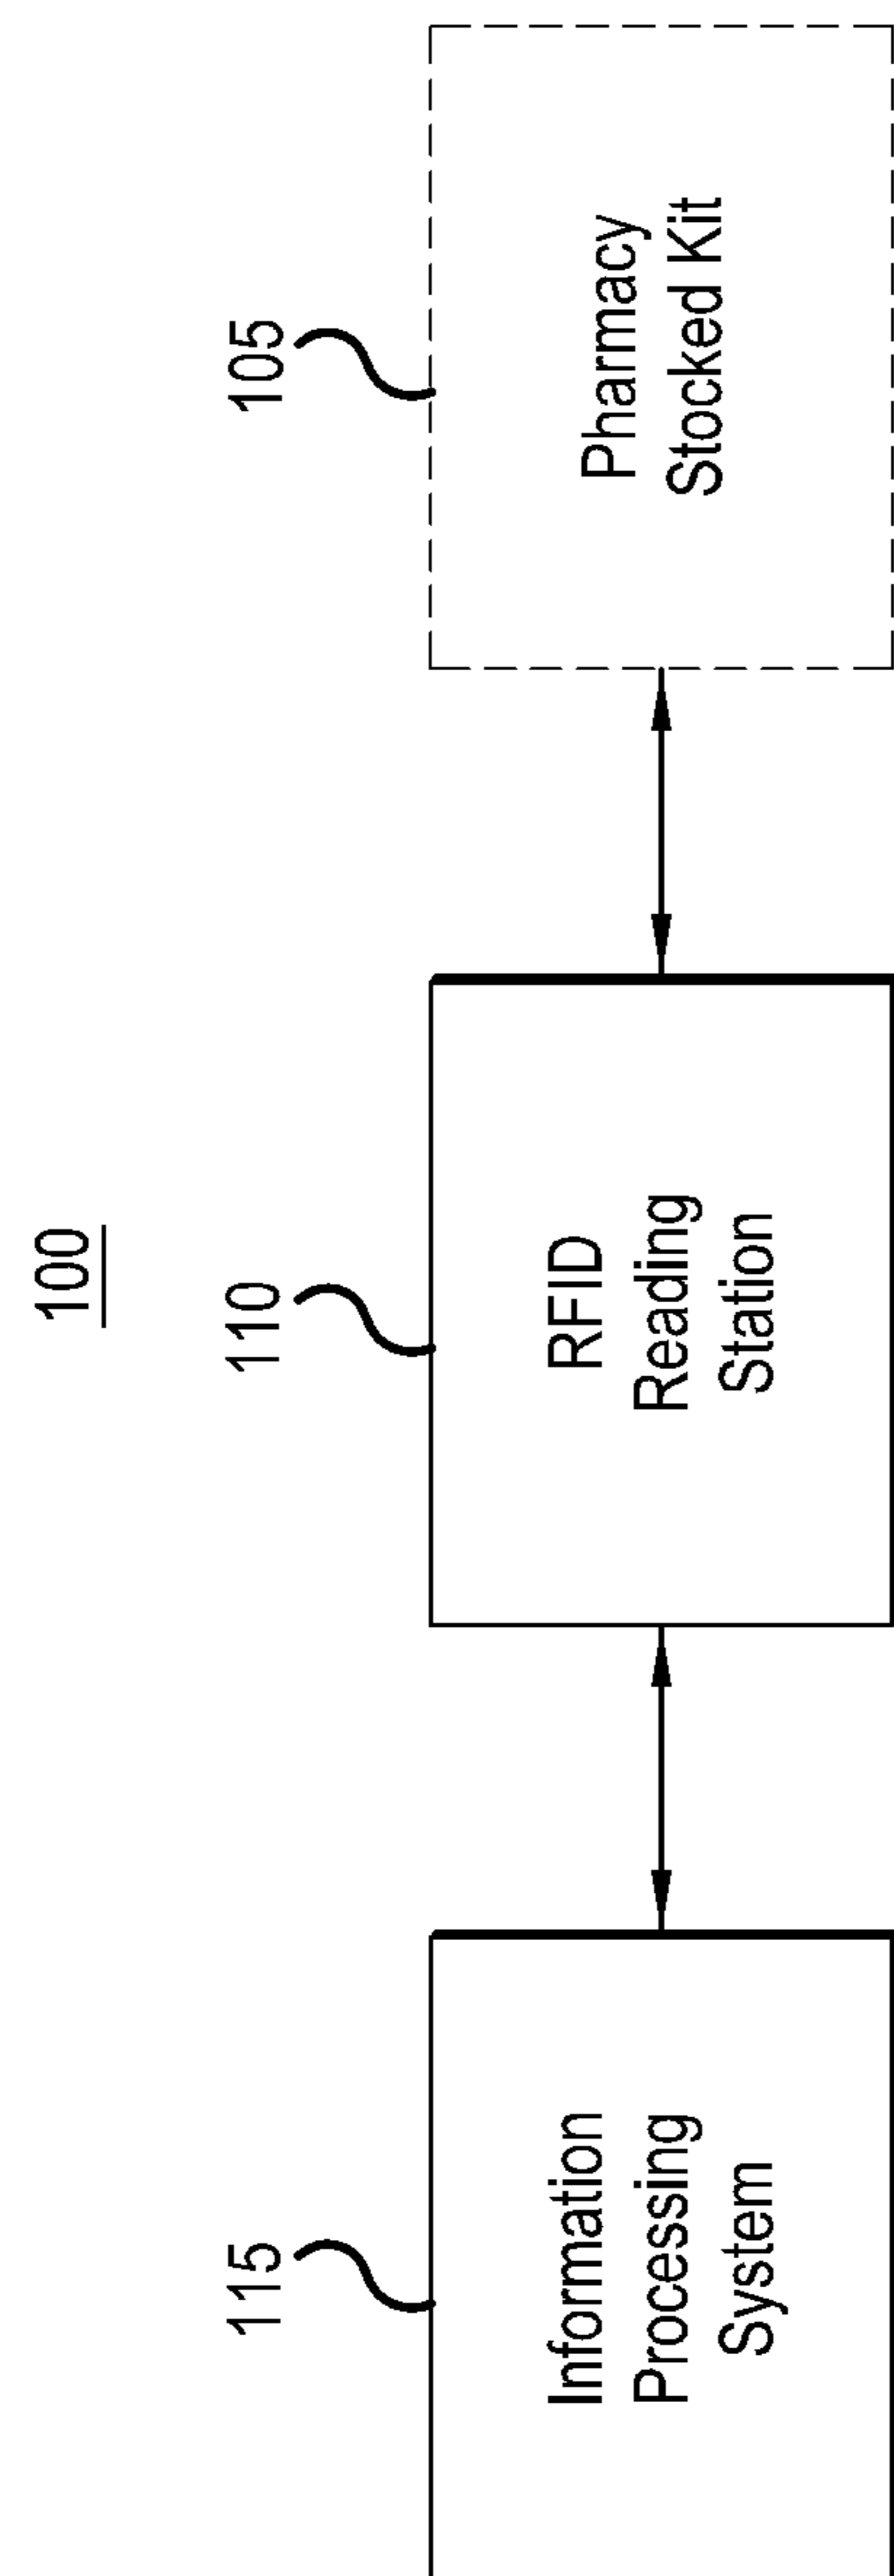 100
115
110
105
Information
Processing
System
RFID
Reading
Station
Pharmacy
Stocked Kit